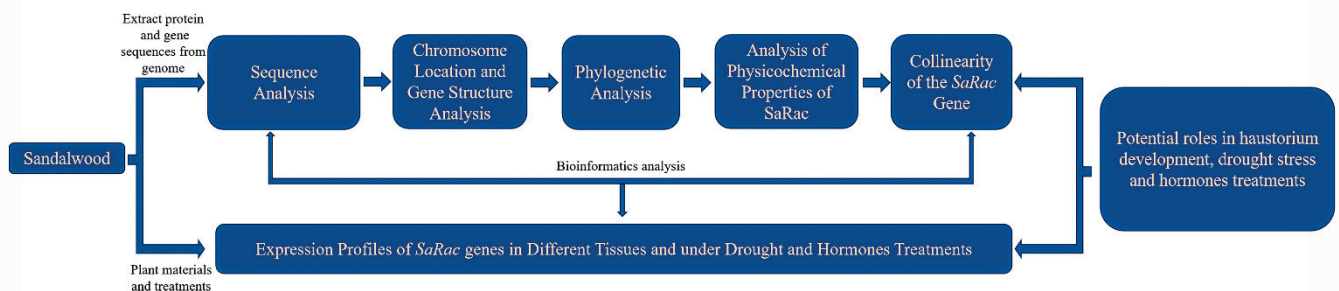 Extract protein
and gene
sequences from
genome
Sequence
Analysis
Chromosome
Location and
Gene Structure
Analysis
Phylogenetic
Analysis
Analysis of
Physicochemical
Properties of
SaRac
Collinearity
of the SaRac
Gene
Sandalwood
Bioinformatics analysis
Potential roles in haustorium
development, drought stress
and hormones treatments
Expression Profiles of SaRac genes in Different Tissues and under Drought and Hormones Treatments
Plant materials
and treatments